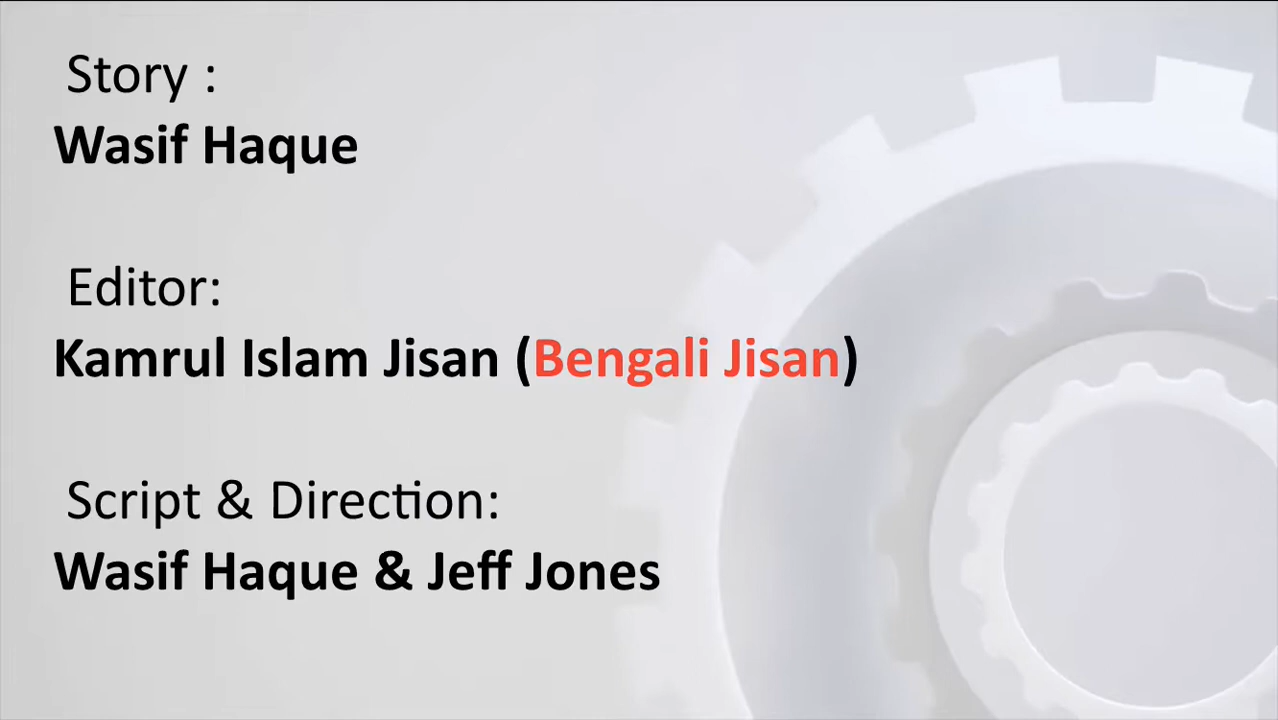 Story :
Wasif Haque
Editor:
Kamrul Islam Jisan (Bengali Jisan)
Script & Direction:
Wasif Haque & Jeff Jones